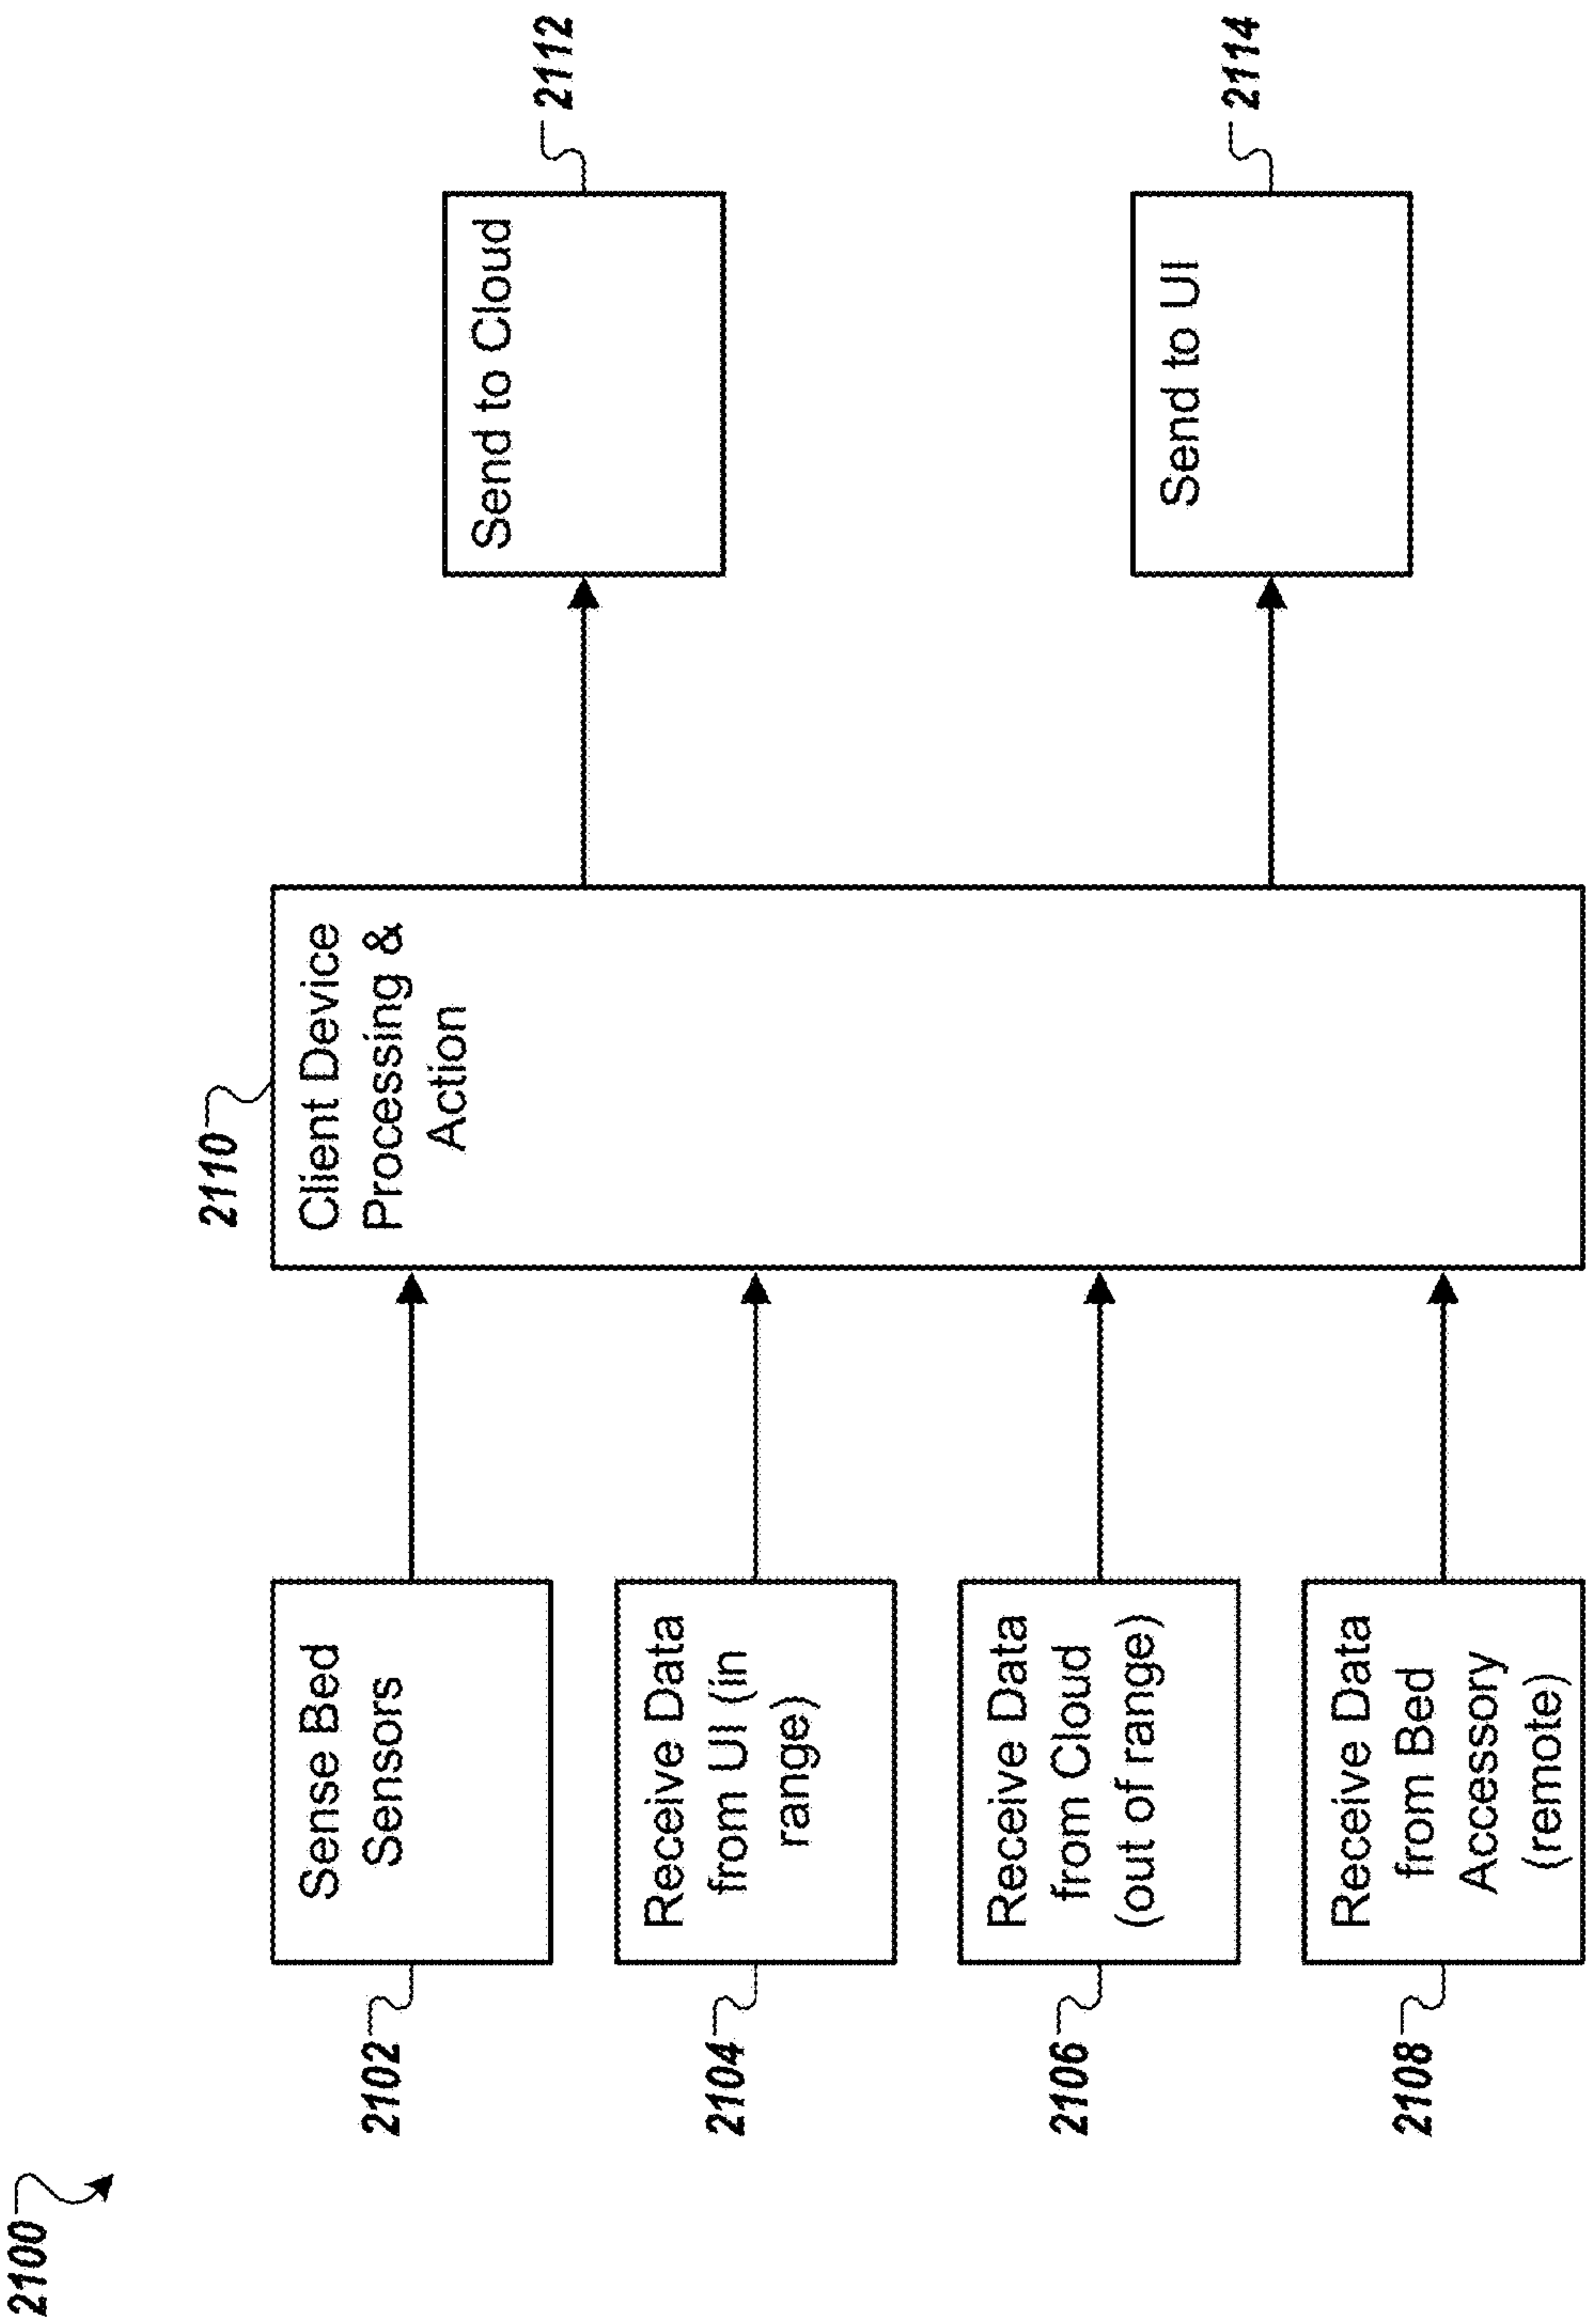 2100
2102
Sense Bed
Sensors
2104
Receive Data
from UI (in
range)
2106
Receive Data
from Cloud
(out of range)
2108
Receive Data
from Bed
Accessory
(remote)
2110
Client Device
Processing &
Action
2112
Send to Cloud
2114
Send to UI